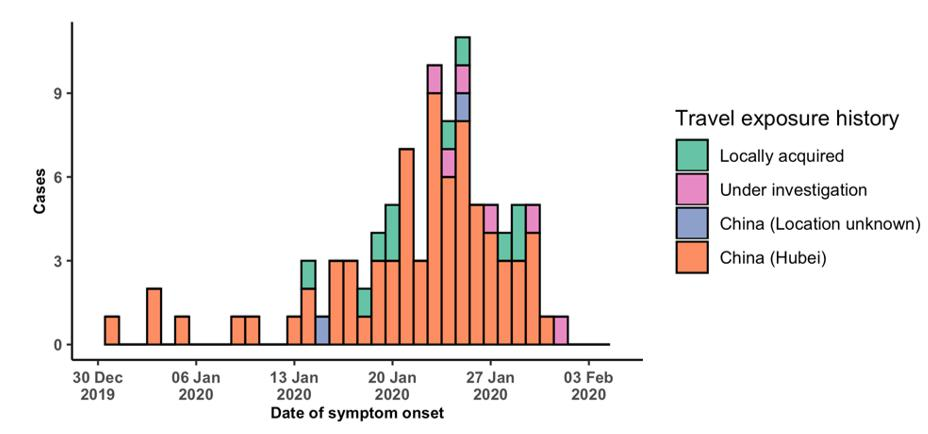 Travel exposure history
Locally acquired
Under investigation
China (Location unknown)
China (Hubei)
Cases
9
6
3
0
30 Dec 06 Jan 13 Jan 20 Jan 27 Jan 03 Feb
2019 2020 2020 2020 2020 2020
Date of symptom onset